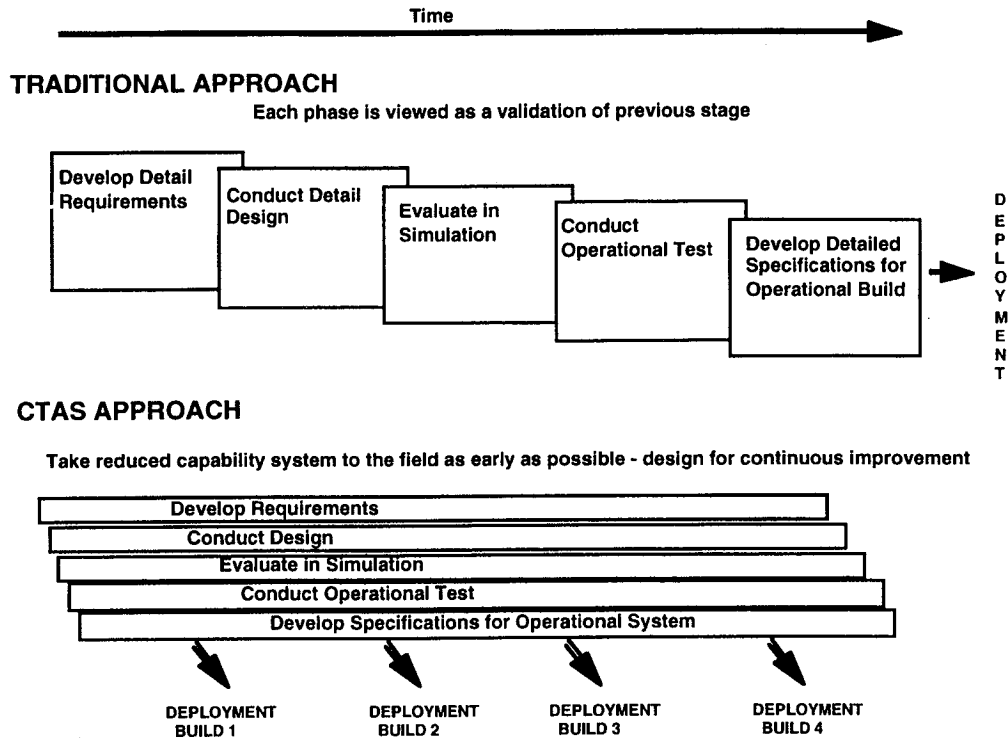 Time
TRADITIONAL APPROACH
Each phase is viewed as a validation of previous stage
Develop Detail
Requirements
Conduct Detail
Design
Evaluate in
Simulation
Conduct
Operational Test
Develop Detailed
Specifications for
Operational Build
DEPLOYMENT
CTAS APPROACH
Take reduced capability system to the field as early as possible - design for continuous improvement
Develop Requirements
Conduct Design
Evaluate in Simulation
Conduct Operational Test
Develop Specifications for Operational System
DEPLOYMENT
BUILD 1
DEPLOYMENT
BUILD 2
DEPLOYMENT
BUILD 3
DEPLOYMENT
BUILD 4